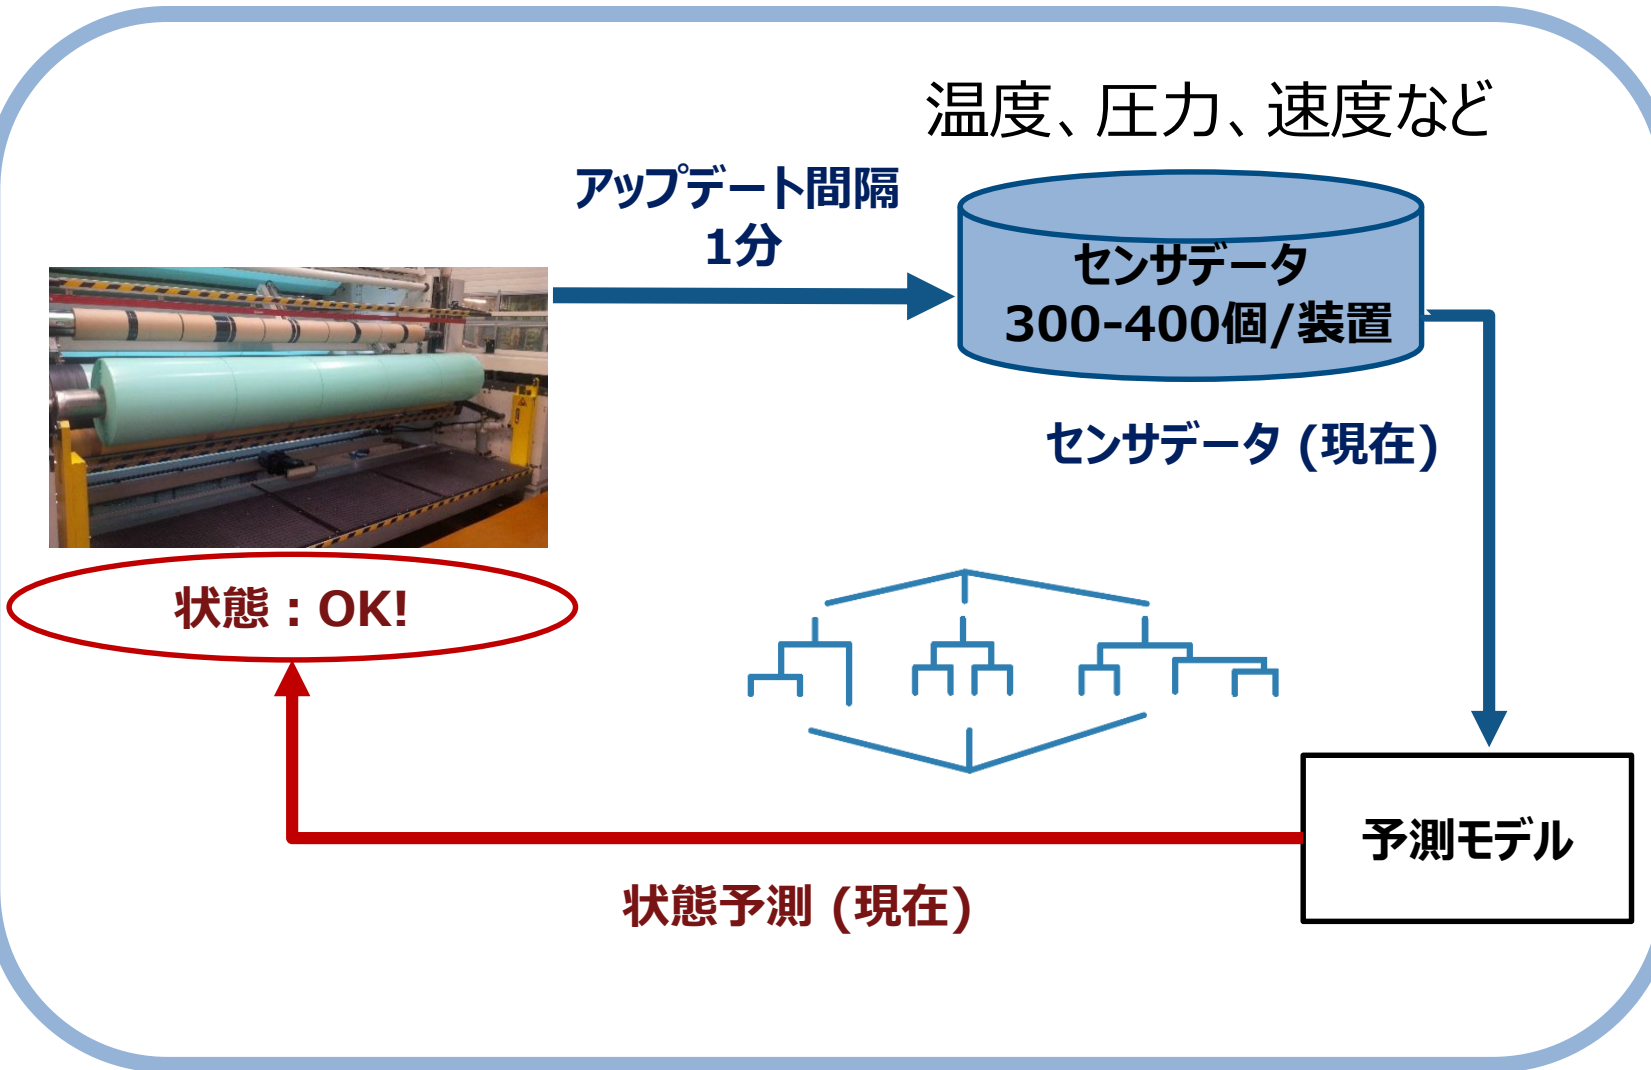 温度、圧力、速度など
アップデート間隔
1分
センサデータ
300-400個/装置
センサデータ (現在)
状態：OK!
予測モデル
状態予測 (現在)